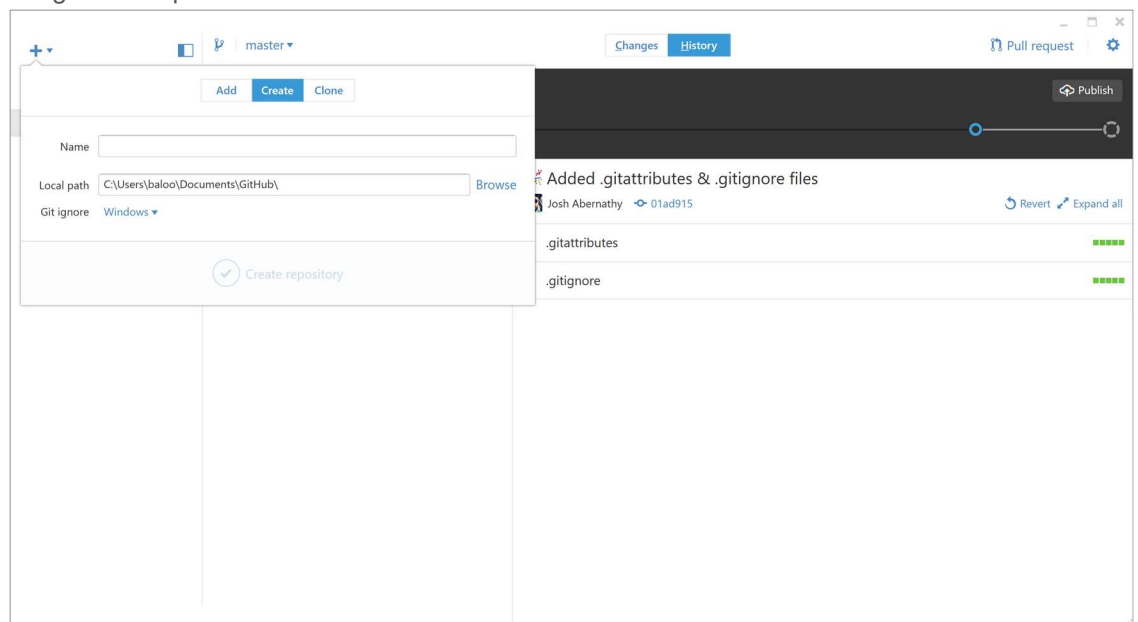 master
Changes
History
Pull request
Add
Create
Clone
Publish
Name
Local path
C:\Users\baloo\Documents\GitHub\
Browse
Git ignore
Windows
Create repository
Added .gitattributes & .gitignore files
Josh Abernathy
01ad915
Revert
Expand all
.gitattributes
.gitignore